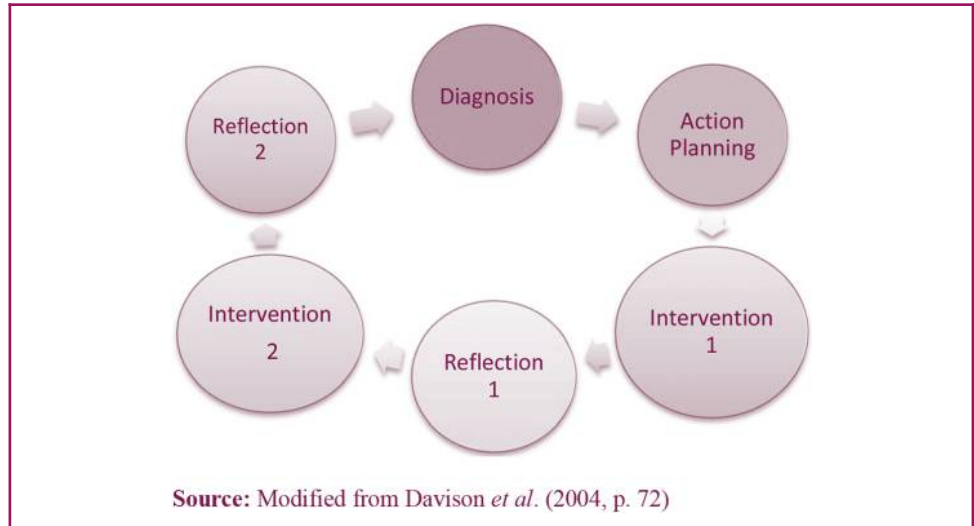 Diagnosis
Action
Planning
Intervention
1
Reflection
1
Intervention
2
Reflection
2
Source: Modified from Davison et al. (2004, p. 72)